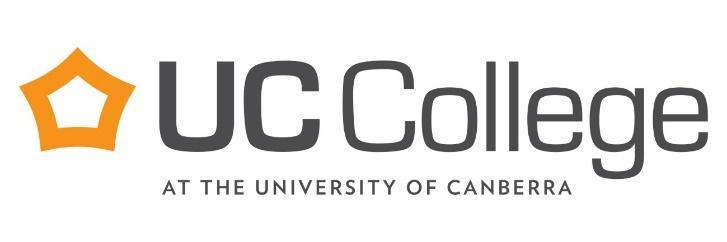 UC College
AT THE UNIVERSITY OF CANBERRA